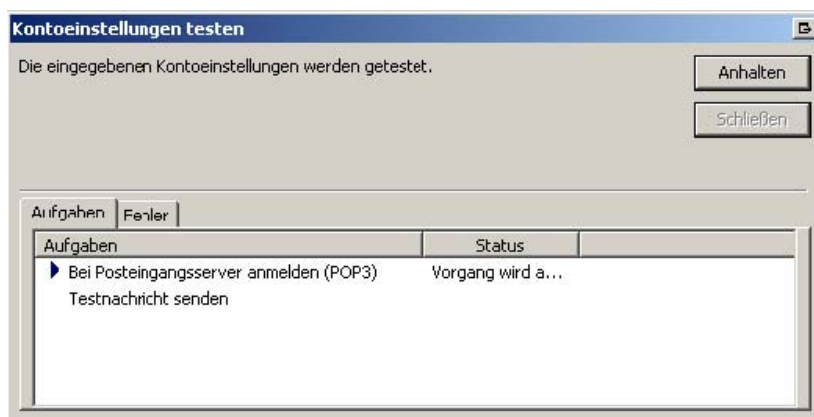 Kontoeinstellungen testen
Die eingegebenen Kontoeinstellungen werden getestet.
Anhalten
Schließen
Aufgaben Fehler
Aufgaben Status
Bei Posteingangsserver anmelden (POP3) Vorgang wird a...
Testnachricht senden